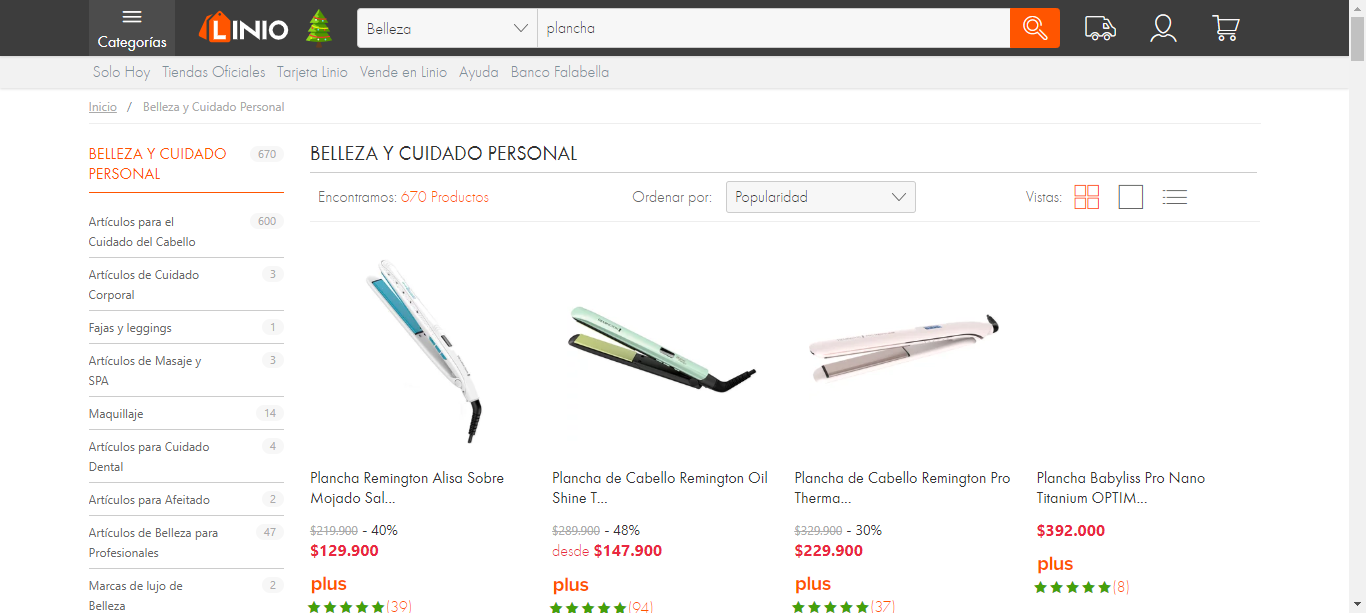 Categorías
LINIO
Belleza
plancha
Solo Hoy Tiendas Oficiales Tarjeta Linio Vende en Linio Ayuda Banco Falabella
Inicio / Belleza y Cuidado Personal
BELLEZA Y CUIDADO PERSONAL 670
Artículos para el Cuidado del Cabello 600
Artículos de Cuidado Corporal 3
Fajas y leggings 1
Artículos de Masaje y SPA 3
Maquillaje 14
Artículos para Cuidado Dental 4
Artículos para Afeitado 2
Artículos de Belleza para Profesionales 47
Marcas de lujo de Belleza 2
BELLEZA Y CUIDADO PERSONAL
Encontramos: 670 Productos
Ordenar por: Popularidad
Vistas:
Plancha Remington Alisa Sobre
Mojado Sal...
$219.900 - 40%
$129.900
plus
(39)
Plancha de Cabello Remington Oil
Shine T...
$289.900 - 48%
desde $147.900
plus
(94)
Plancha de Cabello Remington Pro
Therma...
$329.900 - 30%
$229.900
plus
(37)
Plancha Babyliss Pro Nano
Titanium OPTIM...
$392.000
plus
(8)